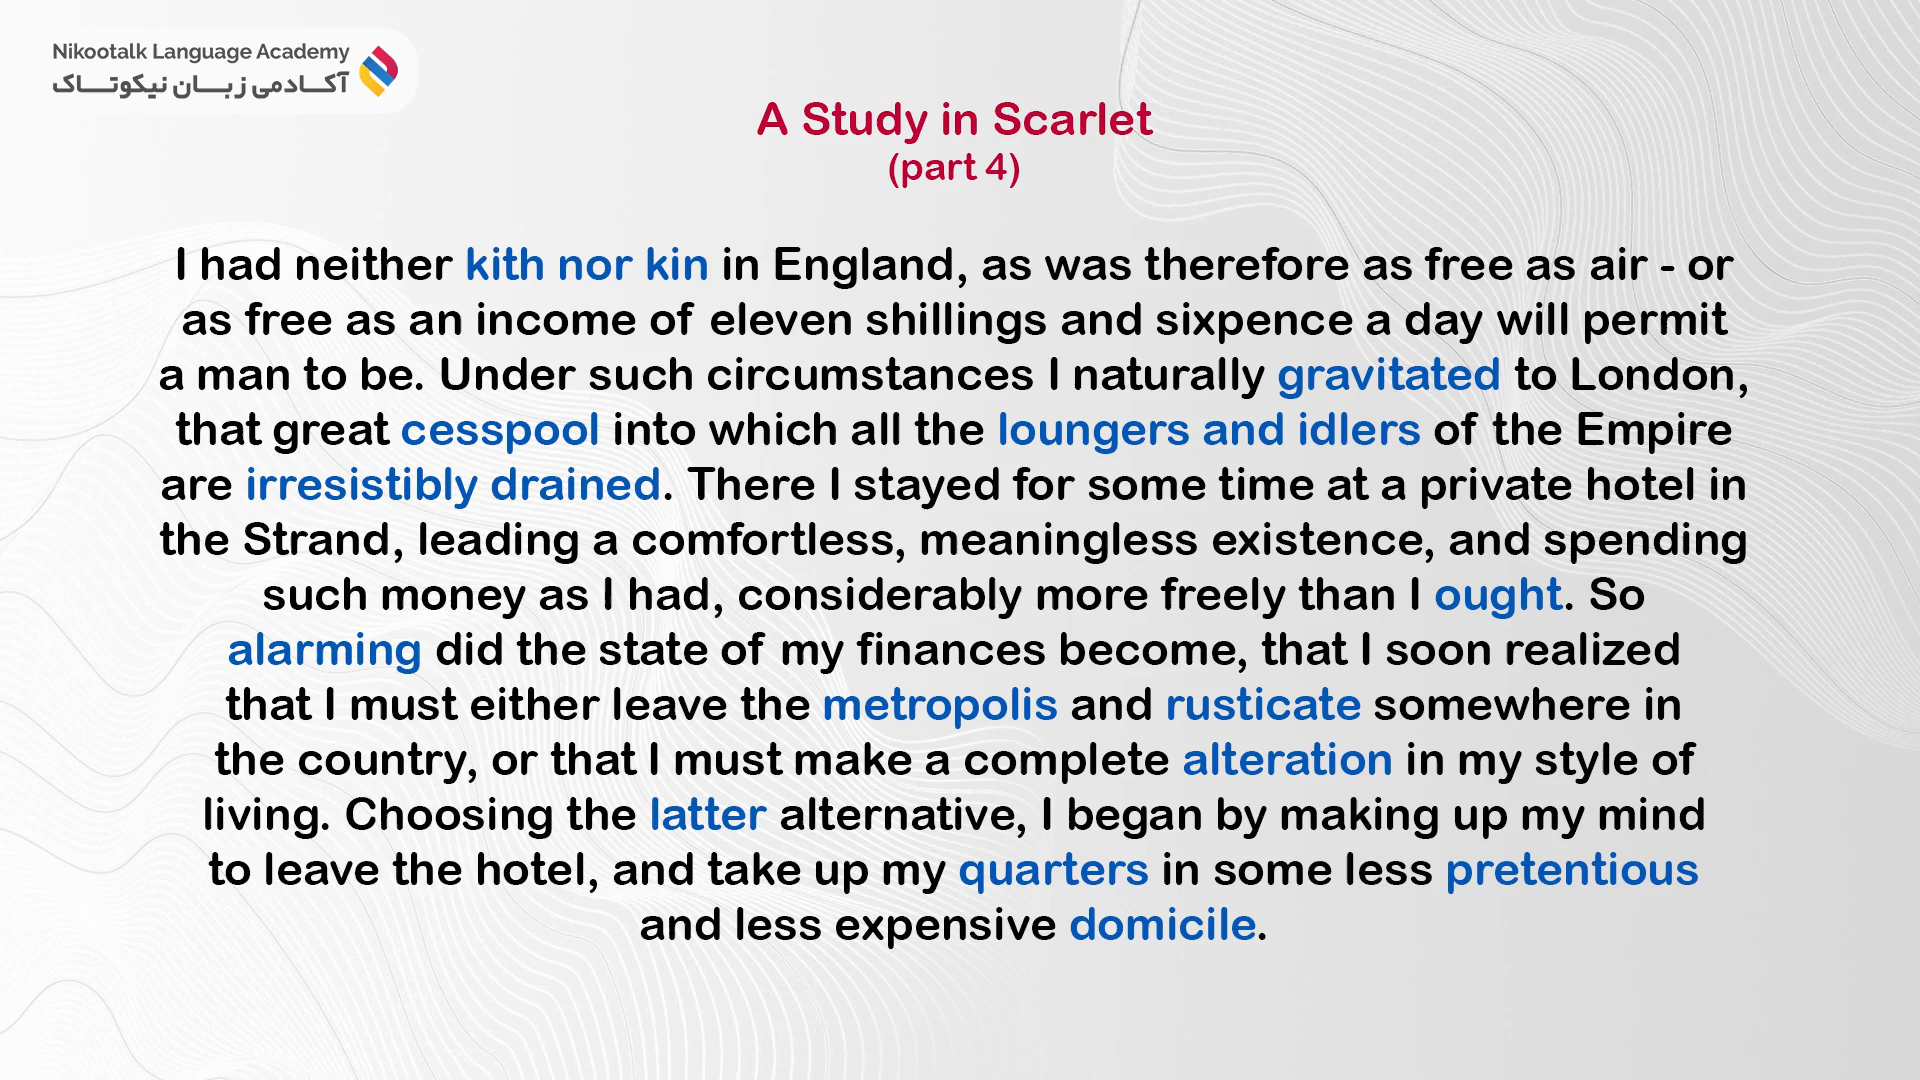 Nikootalk Language Academy
آکادمی زبان نیکوتاک
A Study in Scarlet
(part 4)
I had neither kith nor kin in England, as was therefore as free as air - or
as free as an income of eleven shillings and sixpence a day will permit
a man to be. Under such circumstances I naturally gravitated to London,
that great cesspool into which all the loungers and idlers of the Empire
are irresistibly drained. There I stayed for some time at a private hotel in
the Strand, leading a comfortless, meaningless existence, and spending
such money as I had, considerably more freely than I ought. So
alarming did the state of my finances become, that I soon realized
that I must either leave the metropolis and rusticate somewhere in
the country, or that I must make a complete alteration in my style of
living. Choosing the latter alternative, I began by making up my mind
to leave the hotel, and take up my quarters in some less pretentious
and less expensive domicile.